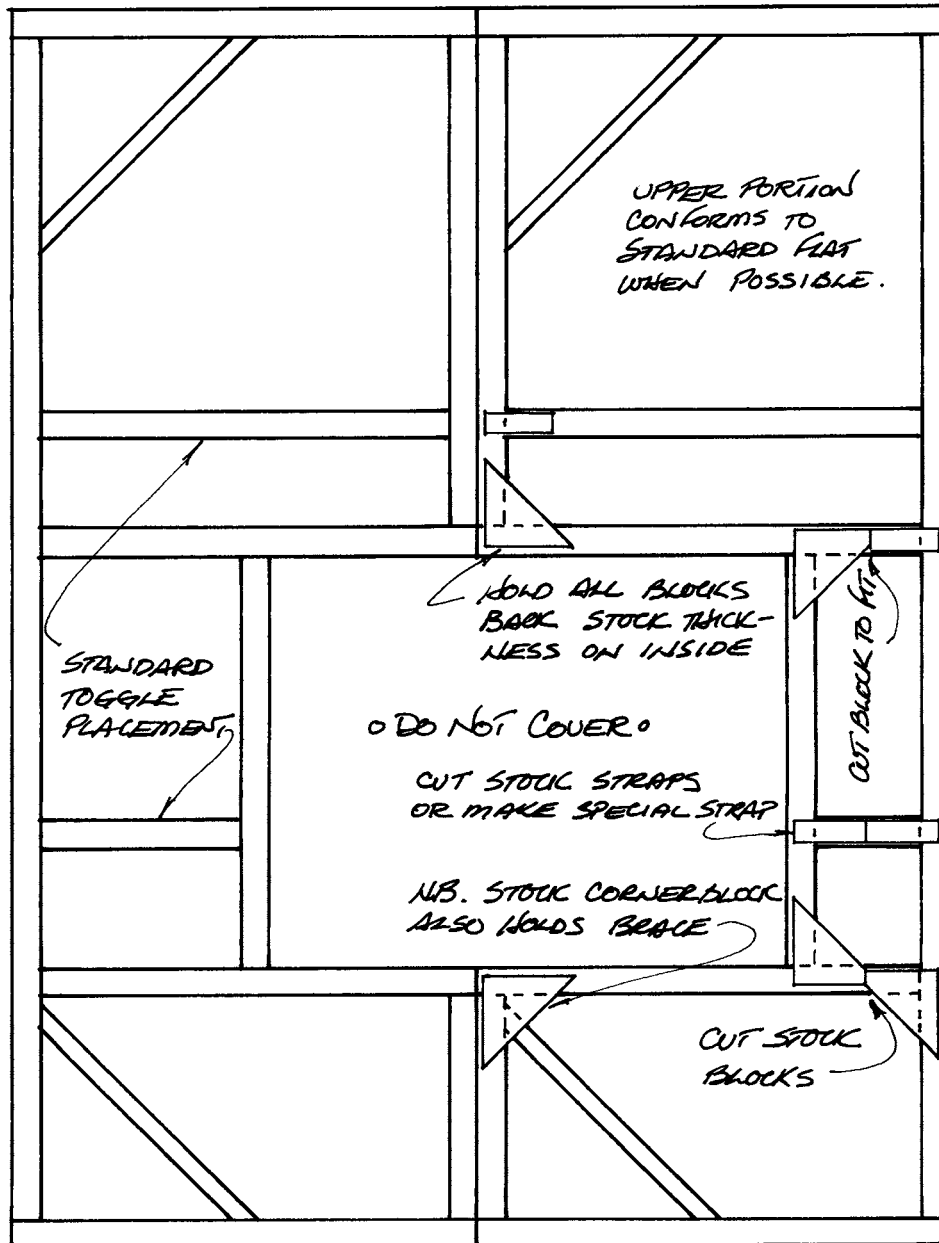 UPPER PORTION
CONFORMS TO
STANDARD FLAT
WHEN POSSIBLE.
HOLD ALL BLOCKS
BACK STOCK THICK-
NESS ON INSIDE
CUT BLOCK TO FIT
STANDARD
TOGGLE
PLACEMENT
DO NOT COVER
CUT STOCK STRAPS
OR MAKE SPECIAL STRAP
N.B. STOCK CORNERBLOCK
ALSO HOLDS BRACE
CUT STOCK
BLOCKS